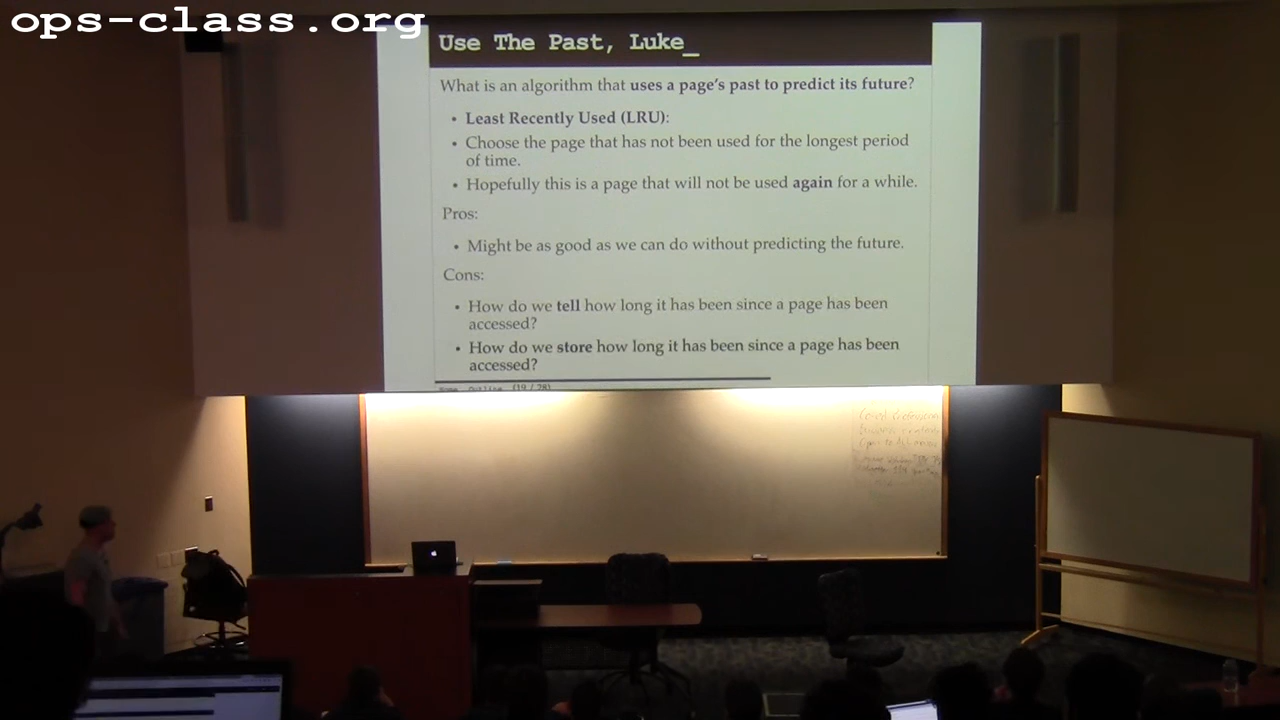 ops-class.org
Use The Past, Luke_
What is an algorithm that uses a page's past to predict its future?
• Least Recently Used (LRU):
• Choose the page that has not been used for the longest period
of time.
• Hopefully this is a page that will not be used again for a while.
Pros:
• Might be as good as we can do without predicting the future.
Cons:
• How do we tell how long it has been since a page has been
accessed?
• How do we store how long it has been since a page has been
accessed?
(19 / 28)